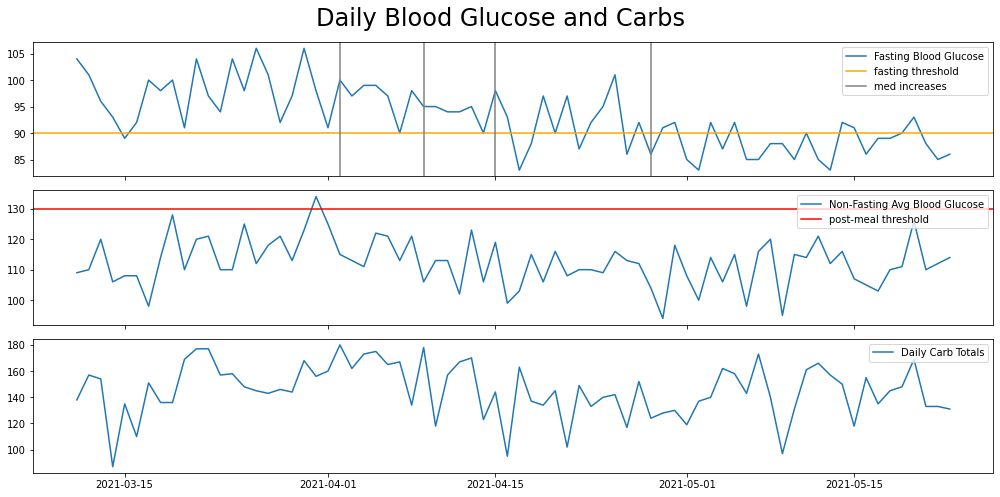 Daily Blood Glucose and Carbs
105
100
95
90
85
Fasting Blood Glucose
fasting threshold
med increases
130
120
110
100
Non-Fasting Avg Blood Glucose
post-meal threshold
180
160
140
120
100
Daily Carb Totals
2021-03-15
2021-04-01
2021-04-15
2021-05-01
2021-05-15